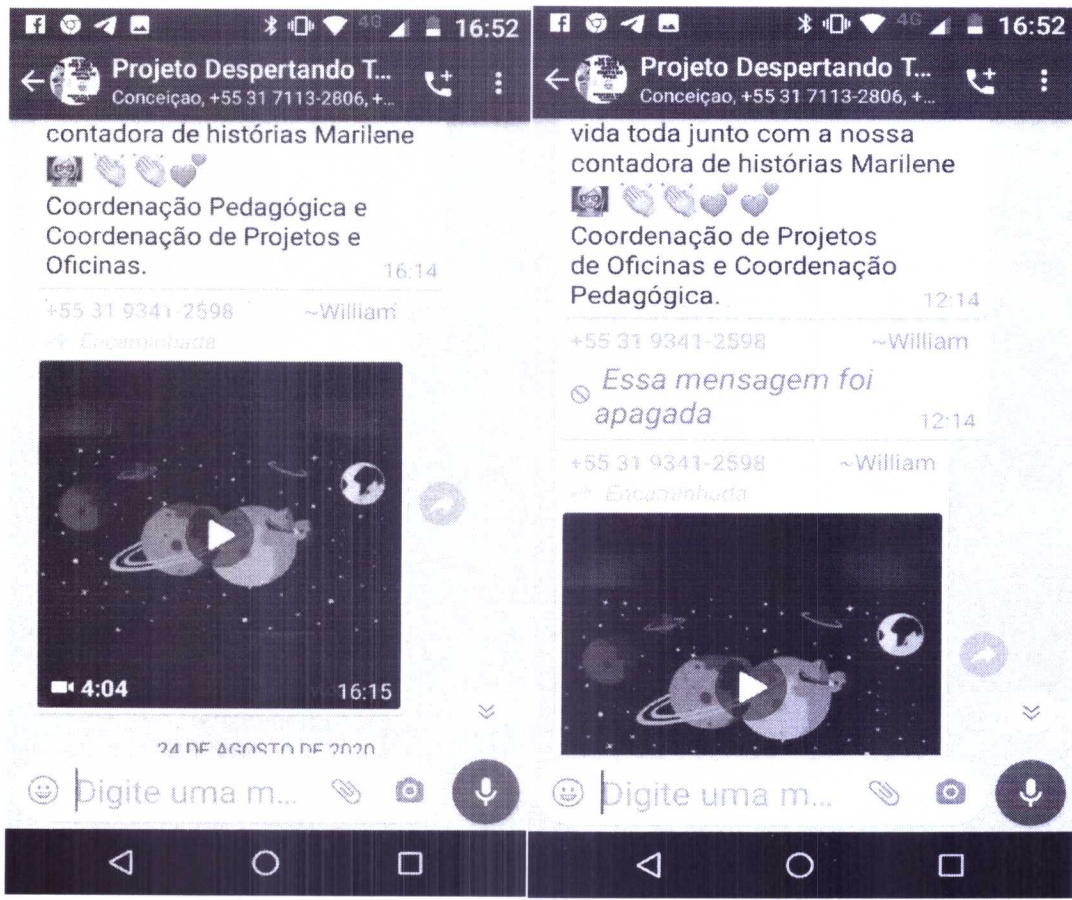 16:52
Projeto Despertando T...
Conceiçao, +55 31 7113-2806, +...
contadora de histórias Marilene
Coordenação Pedagógica e
Coordenação de Projetos e
Oficinas.
16:14
+55 31 9341-2598 ~William
Encaminhada
4:04
16:15
24 DE AGOSTO DE 2020
Digite uma m...
4G 16:52
Projeto Despertando T...
Conceiçao, +55 31 7113-2806, +...
vida toda junto com a nossa
contadora de histórias Marilene
Coordenação de Projetos
de Oficinas e Coordenação
Pedagógica.
12:14
+55 31 9341-2598 ~William
Essa mensagem foi
apagada
12:14
+55 31 9341-2598 ~William
Encaminhada
Digite uma m...